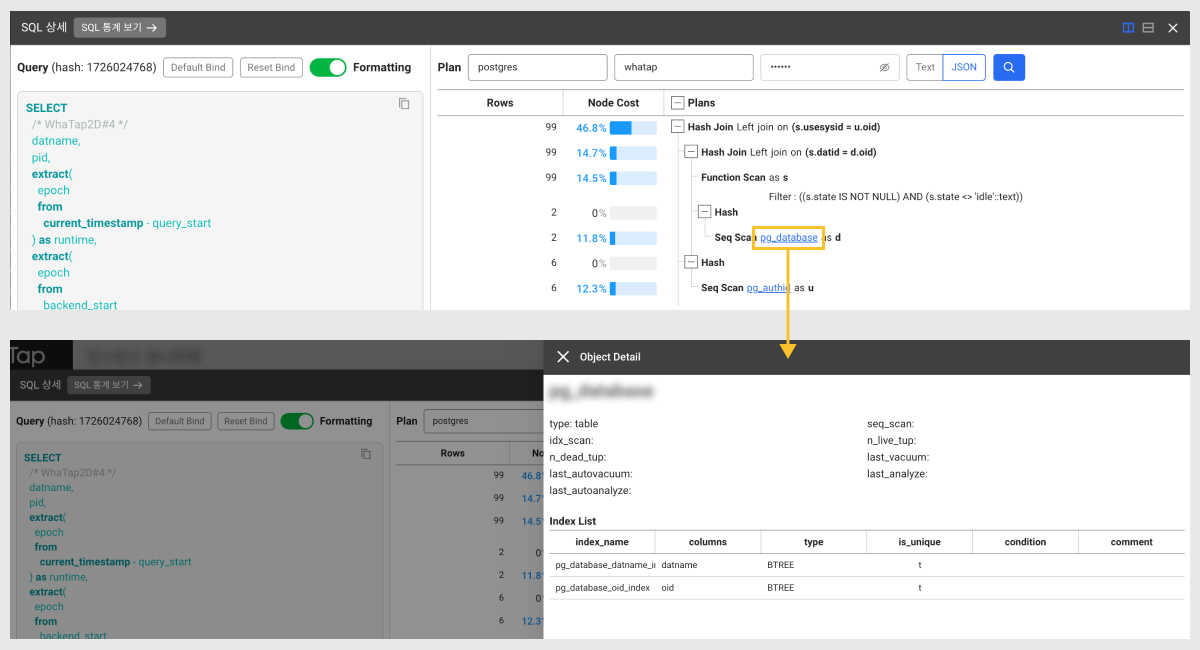 SQL 상세 SQL 통계 보기 →
Query (hash: 1726024768) Default Bind Reset Bind Formatting
SELECT
/* WhaTap2D#4 */
datname,
pid,
extract(
epoch
from
current_timestamp - query_start
) as runtime,
extract(
epoch
from
backend_start
Plan postgres whatap •••••• Text JSON
Rows Node Cost Plans
99 46.8% Hash Join Left join on (s.usesysid = u.oid)
99 14.7% Hash Join Left join on (s.datid = d.oid)
99 14.5% Function Scan as s
Filter : ((s.state IS NOT NULL) AND (s.state <> 'idle'::text))
2 0% Hash
2 11.8% Seq Scan pg_database as d
6 0% Hash
6 12.3% Seq Scan pg_authid as u
Tap
SQL 상세 SQL 통계 보기 →
Query (hash: 1726024768) Default Bind Reset Bind Formatting
SELECT
/* WhaTap2D#4 */
datname,
pid,
extract(
epoch
from
current_timestamp - query_start
) as runtime,
extract(
epoch
from
backend_start
Plan postgres
Rows No
99 46.8%
99 14.7%
99 14.5%
2 0%
2 11.8%
6 0%
6 12.3%
Object Detail
pg_database
type: table seq_scan:
idx_scan: n_live_tup:
n_dead_tup: last_vacuum:
last_autovacuum: last_analyze:
last_autoanalyze:
Index List
index_name columns type is_unique condition comment
pg_database_datname_i datname BTREE t
pg_database_oid_index oid BTREE t